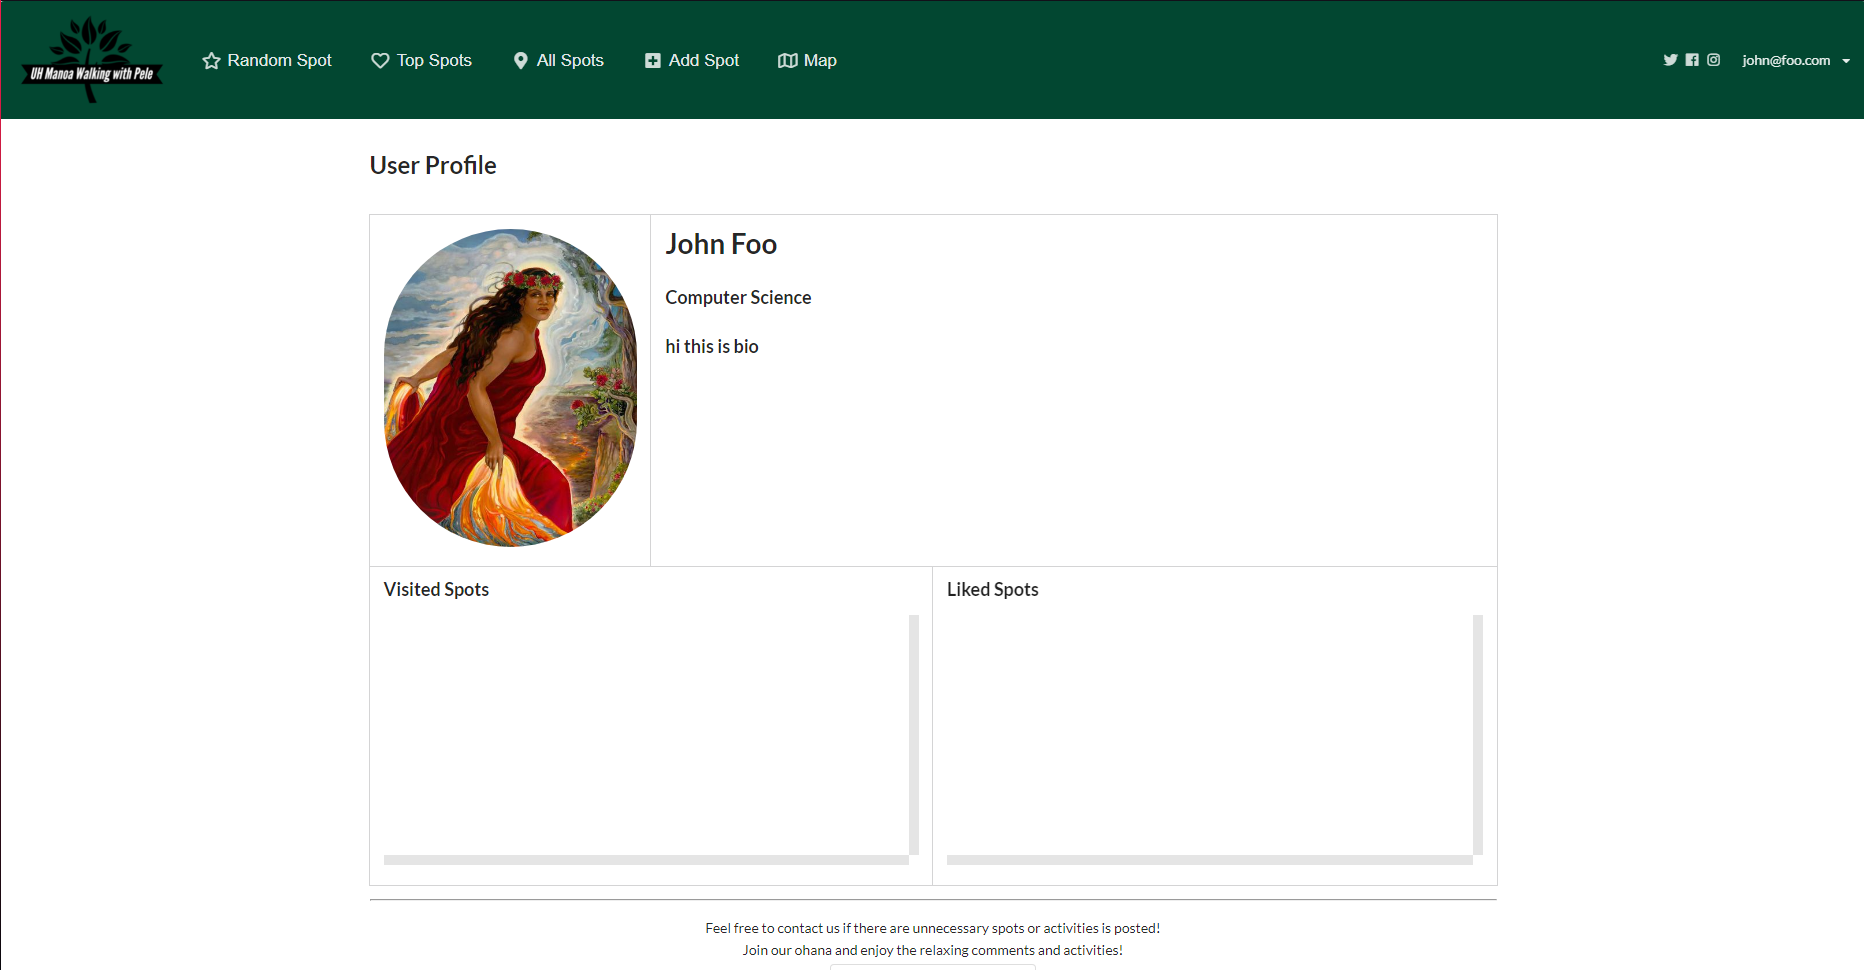 UH Manoa Walking with Pele
Random Spot
Top Spots
All Spots
Add Spot
Map
john@foo.com
User Profile
John Foo
Computer Science
hi this is bio
Visited Spots
Liked Spots
Feel free to contact us if there are unnecessary spots or activities is posted!
Join our ohana and enjoy the relaxing comments and activities!